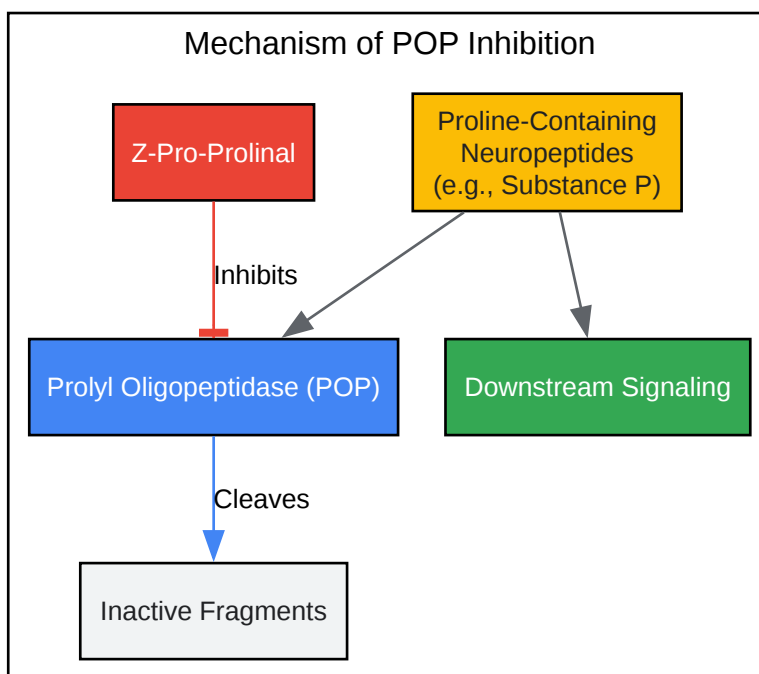 Mechanism of POP Inhibition
Z-Pro-Prolinal
Proline-Containing
Neuropeptides
(e.g., Substance P)
Inhibits
Prolyl Oligopeptidase (POP)
Downstream Signaling
Cleaves
Inactive Fragments